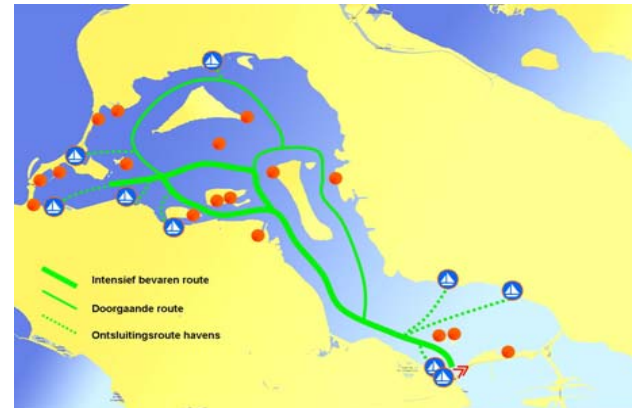 Intensief bevaren route
Doorgaande route
Ontsluitingsroute havens